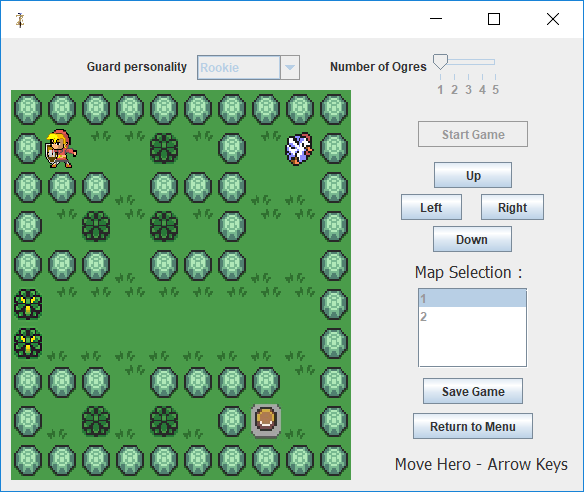 Guard personality Rookie Number of Ogres
1 2 3 4 5
Start Game
Up
Left Right
Down
Map Selection :
1
2
Save Game
Return to Menu
Move Hero - Arrow Keys